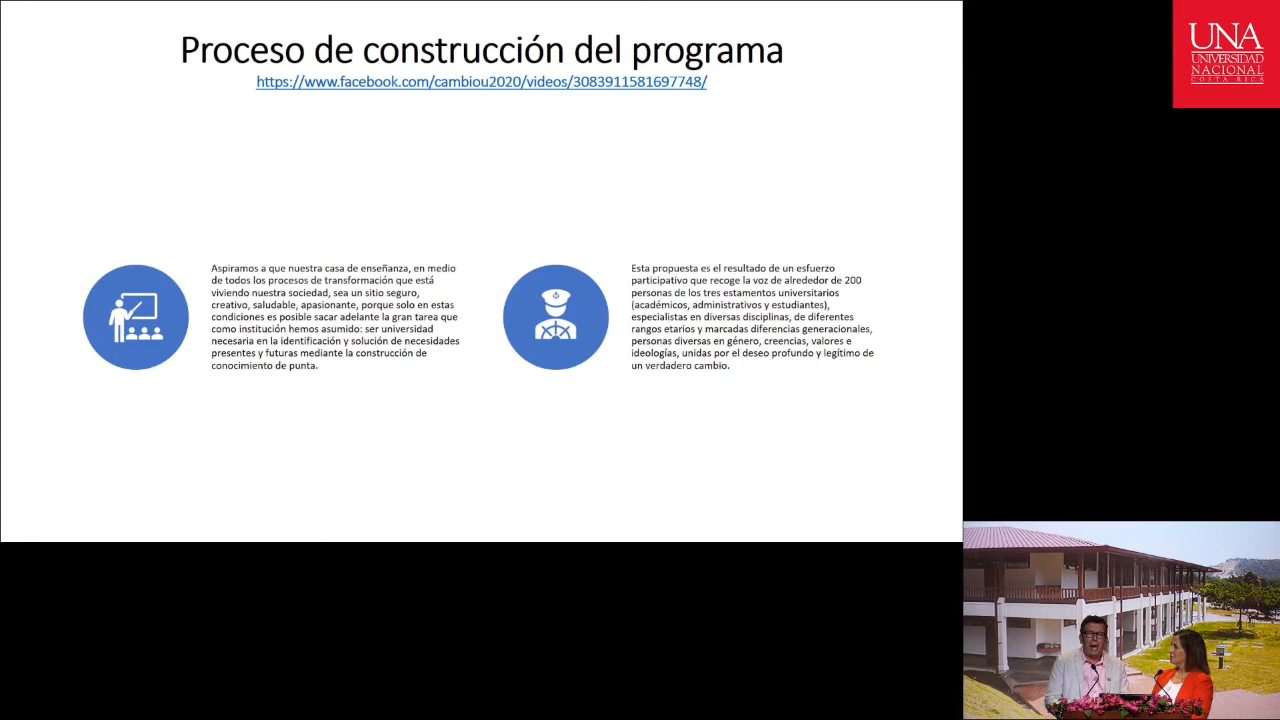 Proceso de construcción del programa
https://www.facebook.com/cambiou2020/videos/3083911581697748/
Aspiramos a que nuestra casa de enseñanza, en medio
de todos los procesos de transformación que está
viviendo nuestra sociedad, sea un sitio seguro,
creativo, saludable, apasionante, porque solo en estas
condiciones es posible sacar adelante la gran tarea que
como institución hemos asumido: ser universidad
necesaria en la identificación y solución de necesidades
presentes y futuras mediante la construcción de
conocimiento de punta.
Esta propuesta es el resultado de un esfuerzo
participativo que recoge la voz de alrededor de 200
personas de los tres estamentos universitarios
(académicos, administrativos y estudiantes),
especialistas en diversas disciplinas, de diferentes
rangos etarios y marcadas diferencias generacionales,
personas diversas en género, creencias, valores e
ideologías, unidas por el deseo profundo y legítimo de
un verdadero cambio.
UNA
UNIVERSIDAD
NACIONAL
COSTA RICA